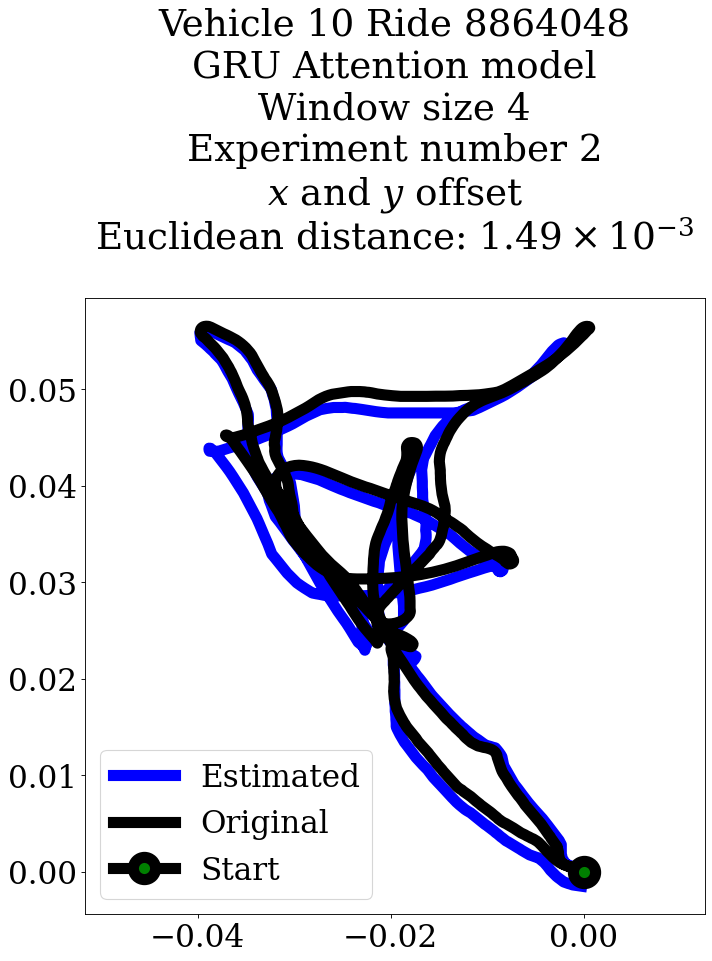 Vehicle 10 Ride 8864048
GRU Attention model
Window size 4
Experiment number 2
x and y offset
Euclidean distance: 1.49 × 10⁻³
0.05
0.04
0.03
0.02
0.01
0.00
Estimated
Original
Start
−0.04
−0.02
0.00